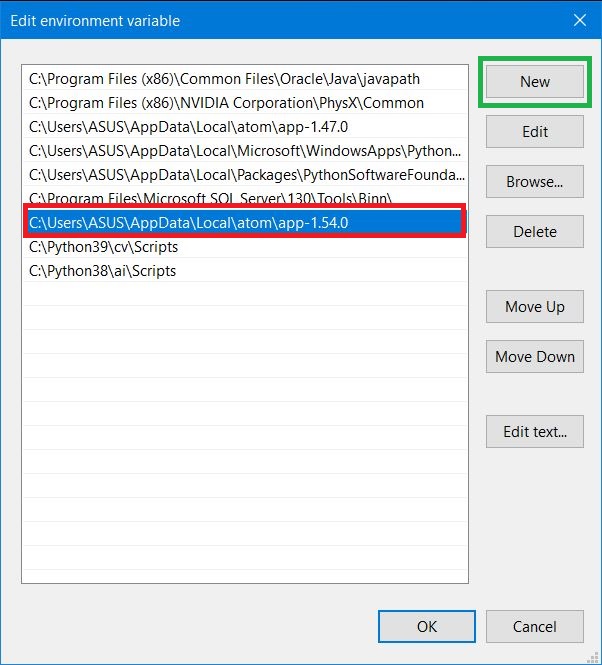 Edit environment variable
C:\Program Files (x86)\Common Files\Oracle\Java\javapath
C:\Program Files (x86)\NVIDIA Corporation\PhysX\Common
C:\Users\ASUS\AppData\Local\atom\app-1.47.0
C:\Users\ASUS\AppData\Local\Microsoft\WindowsApps\Python...
C:\Users\ASUS\AppData\Local\Packages\PythonSoftwareFounda...
C:\Program Files\Microsoft SQL Server\130\Tools\Binn\
C:\Users\ASUS\AppData\Local\atom\app-1.54.0
C:\Python39\cv\Scripts
C:\Python38\ai\Scripts
New
Edit
Browse...
Delete
Move Up
Move Down
Edit text...
OK
Cancel